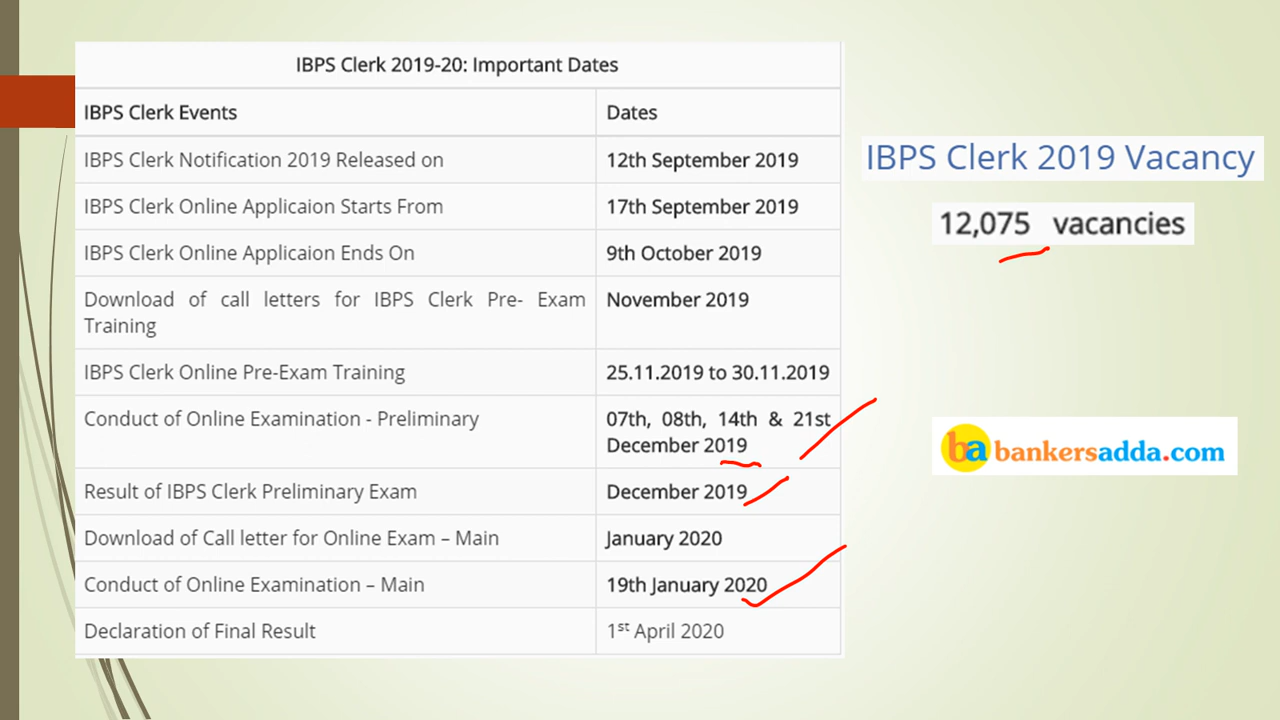 IBPS Clerk 2019-20: Important Dates
IBPS Clerk Events Dates
IBPS Clerk Notification 2019 Released on 12th September 2019
IBPS Clerk Online Applicaion Starts From 17th September 2019
IBPS Clerk Online Applicaion Ends On 9th October 2019
Download of call letters for IBPS Clerk Pre- Exam November 2019
Training
IBPS Clerk Online Pre-Exam Training 25.11.2019 to 30.11.2019
Conduct of Online Examination - Preliminary 07th, 08th, 14th & 21st
December 2019
Result of IBPS Clerk Preliminary Exam December 2019
Download of Call letter for Online Exam – Main January 2020
Conduct of Online Examination – Main 19th January 2020
Declaration of Final Result 1st April 2020
IBPS Clerk 2019 Vacancy
12,075 vacancies
ba bankersadda.com